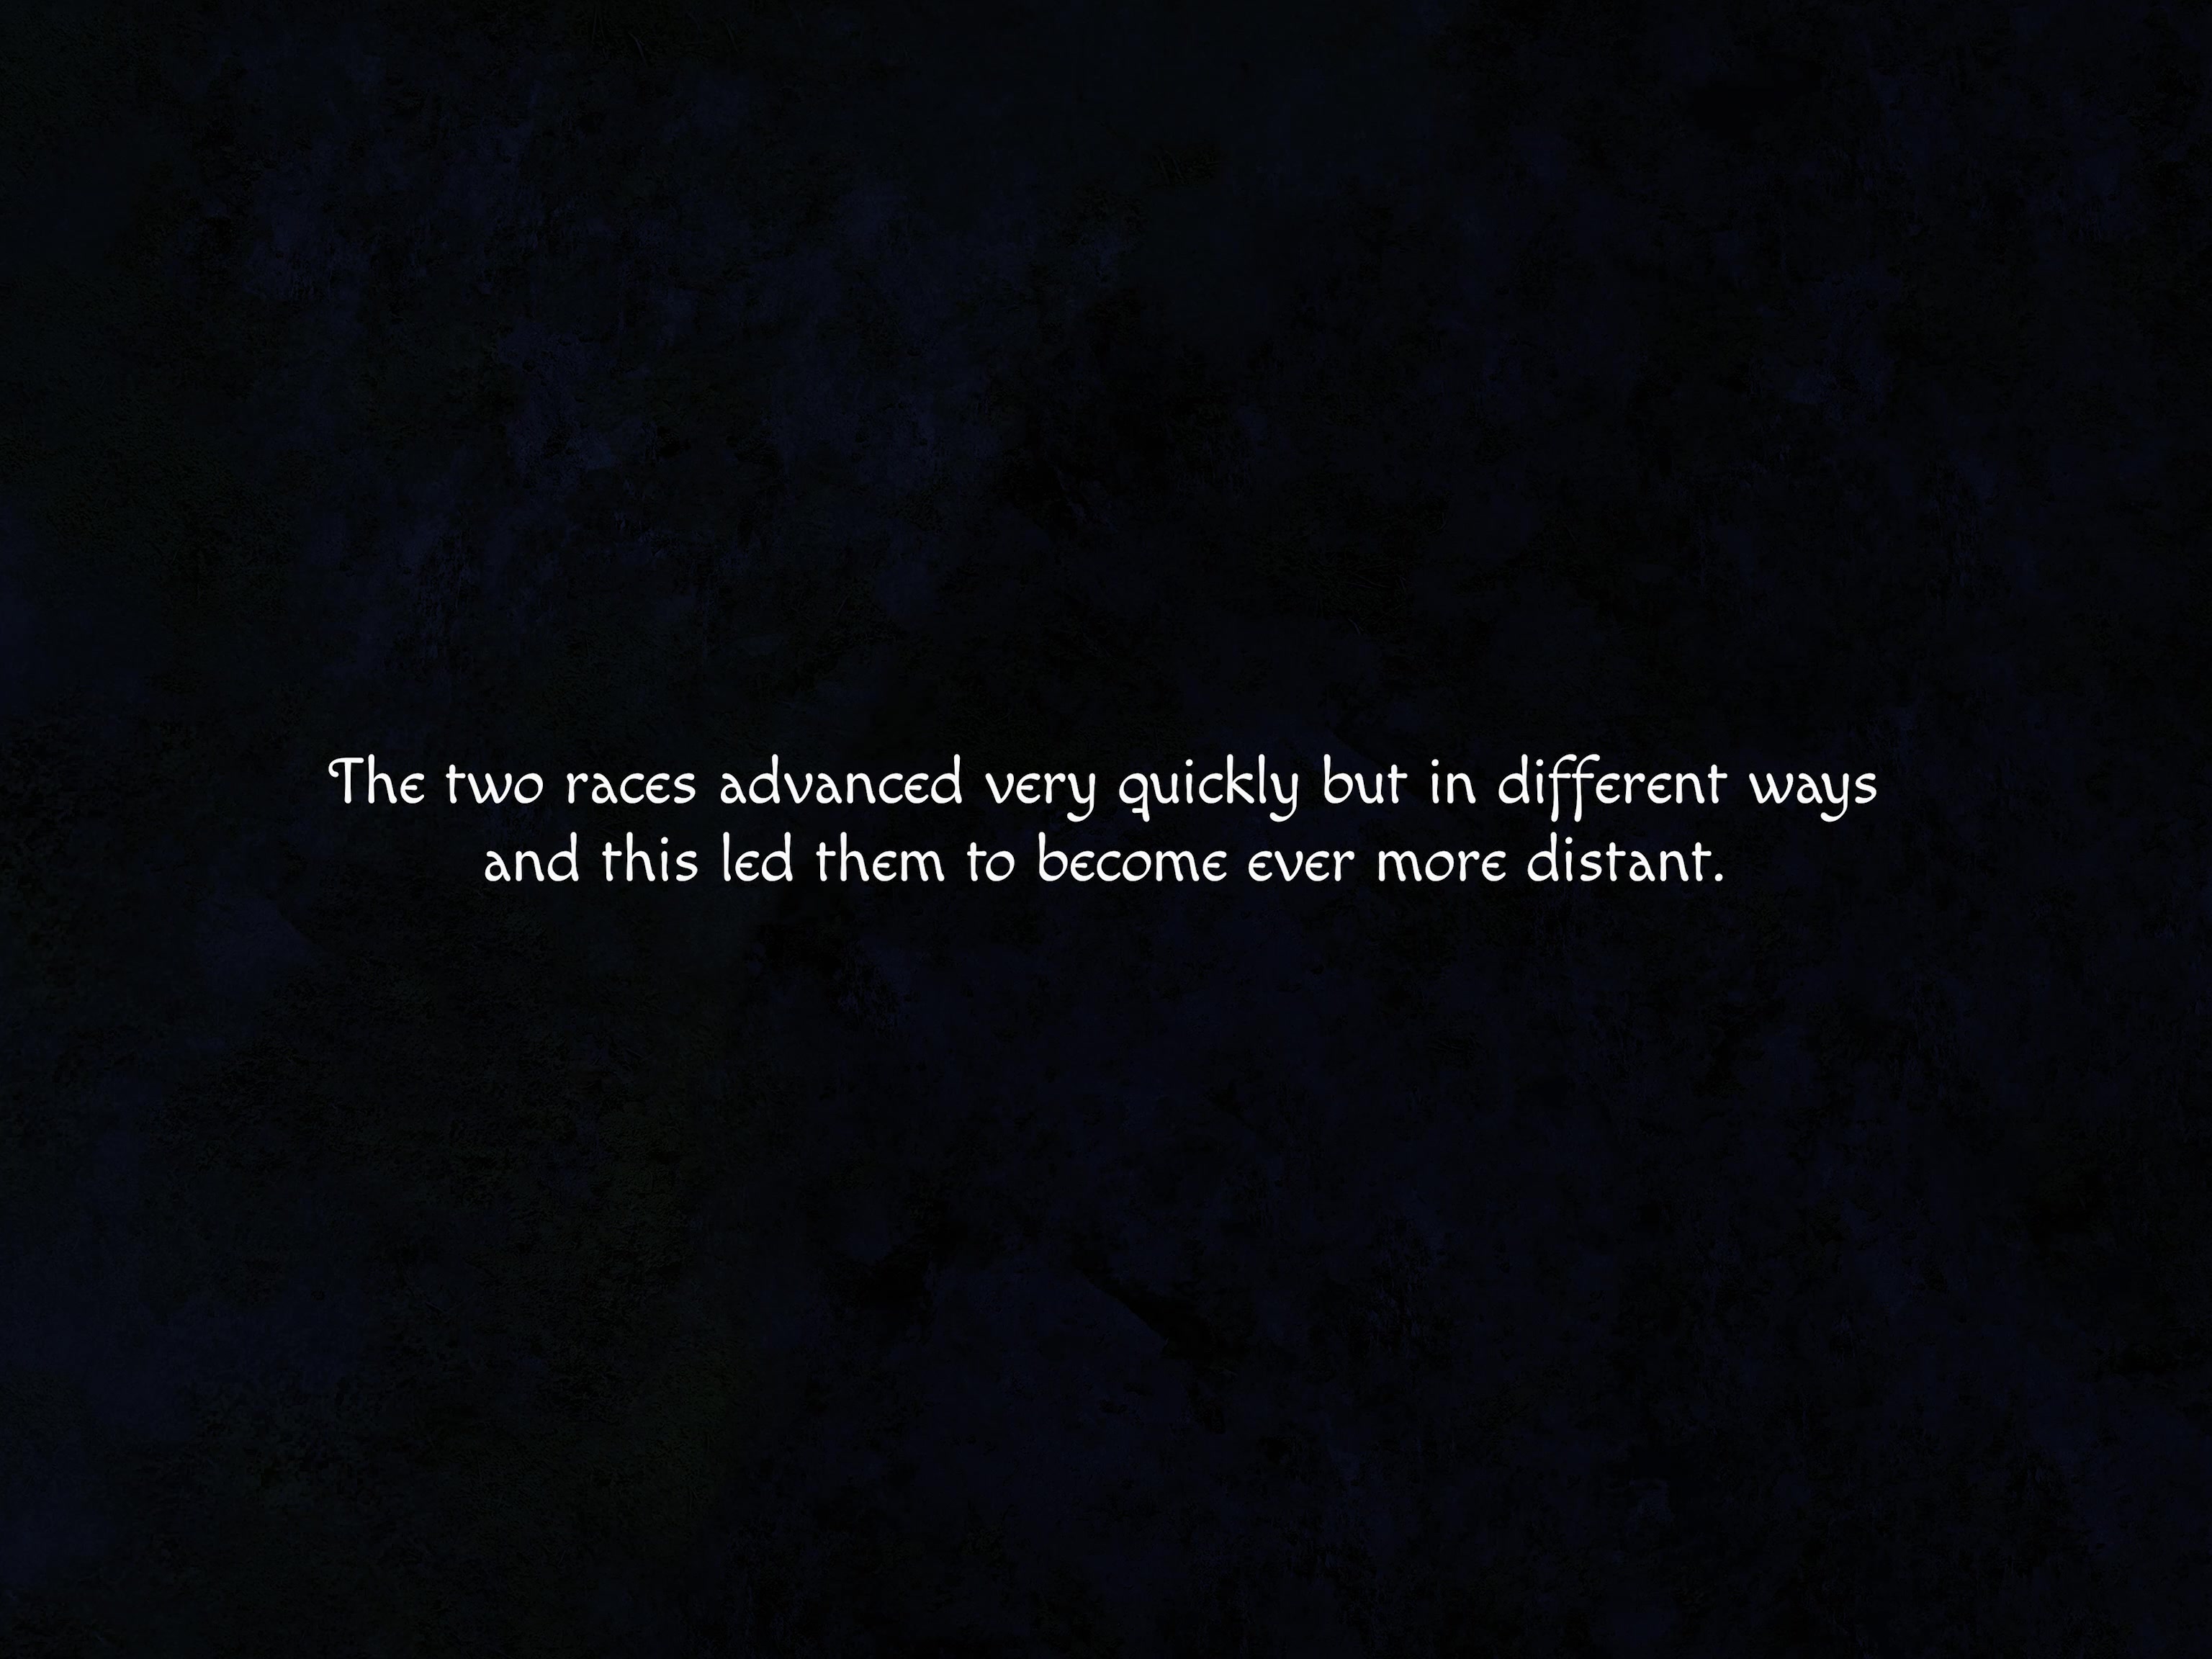 The two races advanced very quickly but in different ways
and this led them to become ever more distant.